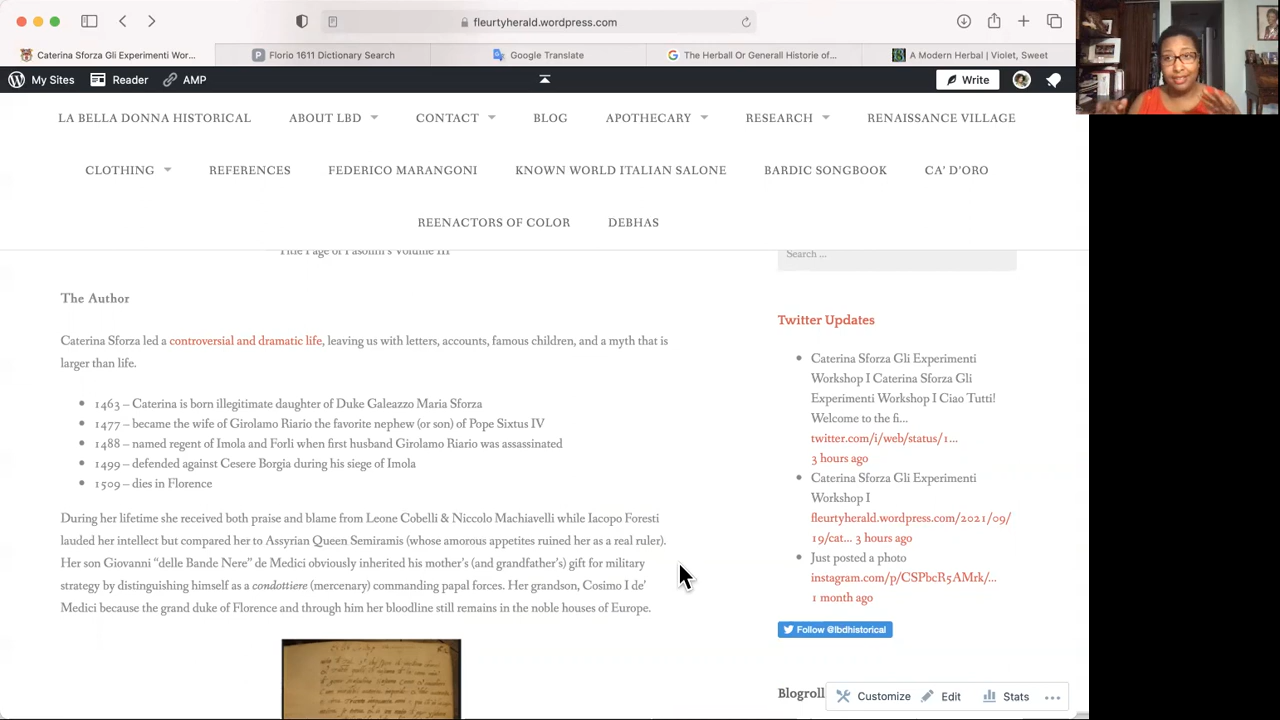 fleurtyherald.wordpress.com
Caterina Sforza Gli Experimenti Wor...
Florio 1611 Dictionary Search
Google Translate
The Herball Or Generall Historie of...
A Modern Herbal | Violet, Sweet
My Sites
Reader
AMP
Write
LA BELLA DONNA HISTORICAL
ABOUT LBD
CONTACT
BLOG
APOTHECARY
RESEARCH
RENAISSANCE VILLAGE
CLOTHING
REFERENCES
FEDERICO MARANGONI
KNOWN WORLD ITALIAN SALONE
BARDIC SONGBOOK
CA' D'ORO
REENACTORS OF COLOR
DEBHAS
Title Page of Pasolini's Volume III
The Author
Caterina Sforza led a controversial and dramatic life, leaving us with letters, accounts, famous children, and a myth that is
larger than life.
1463 – Caterina is born illegitimate daughter of Duke Galeazzo Maria Sforza
1477 – became the wife of Girolamo Riario the favorite nephew (or son) of Pope Sixtus IV
1488 – named regent of Imola and Forli when first husband Girolamo Riario was assassinated
1499 – defended against Cesere Borgia during his siege of Imola
1509 – dies in Florence
During her lifetime she received both praise and blame from Leone Cobelli & Niccolo Machiavelli while Iacopo Foresti
lauded her intellect but compared her to Assyrian Queen Semiramis (whose amorous appetites ruined her as a real ruler).
Her son Giovanni "delle Bande Nere" de Medici obviously inherited his mother's (and grandfather's) gift for military
strategy by distinguishing himself as a condottiere (mercenary) commanding papal forces. Her grandson, Cosimo I de'
Medici because the grand duke of Florence and through him her bloodline still remains in the noble houses of Europe.
Search ...
Twitter Updates
Caterina Sforza Gli Experimenti
Workshop I Caterina Sforza Gli
Experimenti Workshop I Ciao Tutti!
Welcome to the fi...
twitter.com/i/web/status/1...
3 hours ago
Caterina Sforza Gli Experimenti
Workshop I
fleurtyherald.wordpress.com/2021/09/
19/cat... 3 hours ago
Just posted a photo
instagram.com/p/CSPbcR5AMrk/...
1 month ago
Follow @lbdhistorical
Blogroll
Customize
Edit
Stats